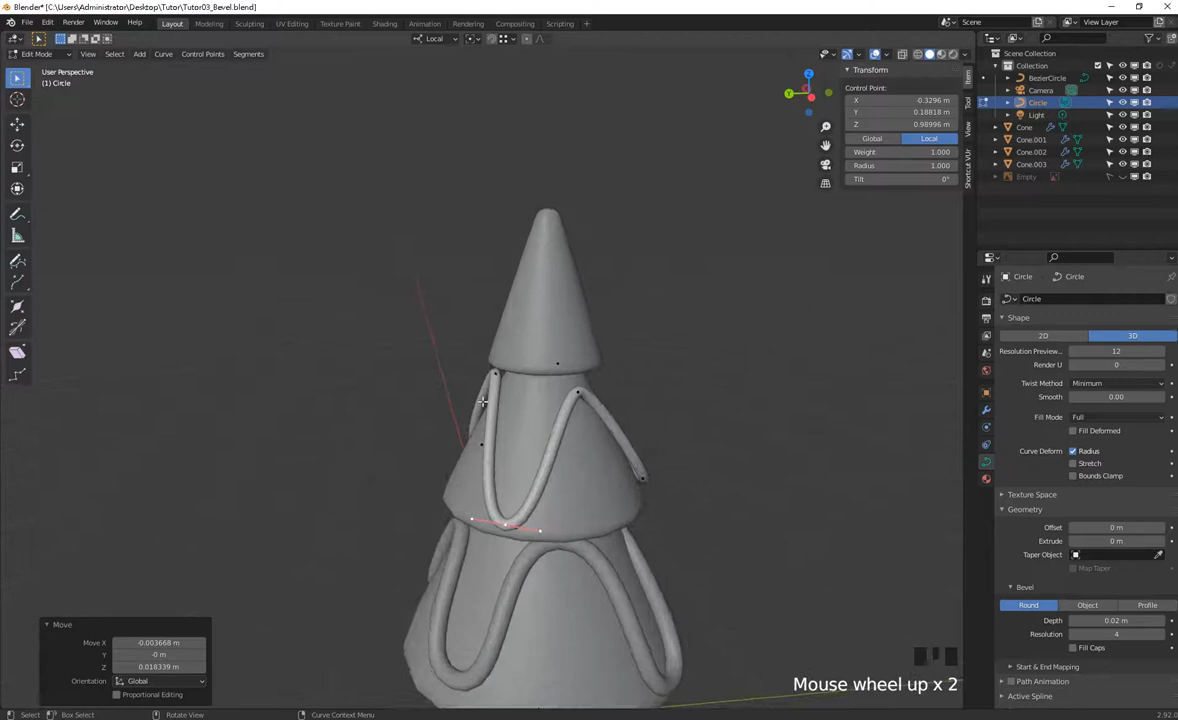 Blender* [C:\Users\Administrator\Desktop\Tutor\Tutor03_Bevel.blend]
File Edit Render Window Help Layout Modeling Sculpting UV Editing Texture Paint Shading Animation Rendering Compositing Scripting + Scene View Layer
Local
Edit Mode View Select Add Curve Control Points Segments
User Perspective
(1) Circle
Transform
Control Point:
X -0.3296 m
Y 0.18818 m
Z 0.98996 m
Global Local
Weight 1.000
Radius 1.000
Tilt 0°
Item
Tool
View
Shortcut VUr
Z
Y
Scene Collection
Collection
BezierCircle
Camera
Circle
Light
Cone
Cone.001
Cone.002
Cone.003
Empty
Circle Circle
Circle
Shape
2D 3D
Resolution Preview... 12
Render U 0
Twist Method Minimum
Smooth 0.00
Fill Mode Full
Fill Deformed
Curve Deform Radius
Stretch
Bounds Clamp
Texture Space
Geometry
Offset 0 m
Extrude 0 m
Taper Object
Map Taper
Bevel
Round Object Profile
Depth 0.02 m
Resolution 4
Fill Caps
Start & End Mapping
Path Animation
Active Spline
Move
Move X -0.003668 m
Y -0 m
Z 0.018339 m
Orientation Global
Proportional Editing
Mouse wheel up x 2
Select Box Select Rotate View Curve Context Menu 2.92.0